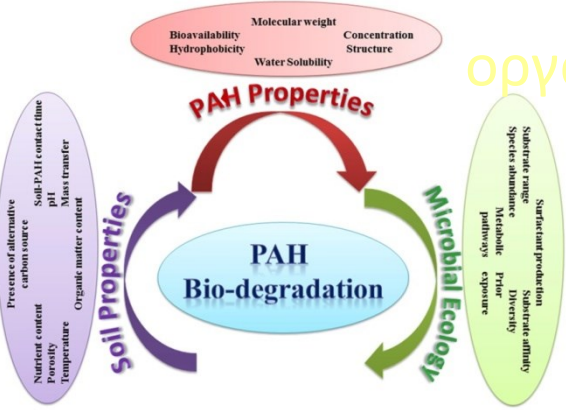 Molecular weight
Bioavailability Concentration
Hydrophobicity Structure
Water Solubility
οργ
PAH Properties
Presence of alternative
carbon source
Soil-PAH contact time
pH
Mass transfer
Organic matter content
Nutrient content
Porosity
Temperature
Soil Properties
PAH
Bio-degradation
Microbial Ecology
Surfactant production
Substrate range
Species abundance
Metabolic
pathways
Substrate affinity
Diversity
Prior
exposure